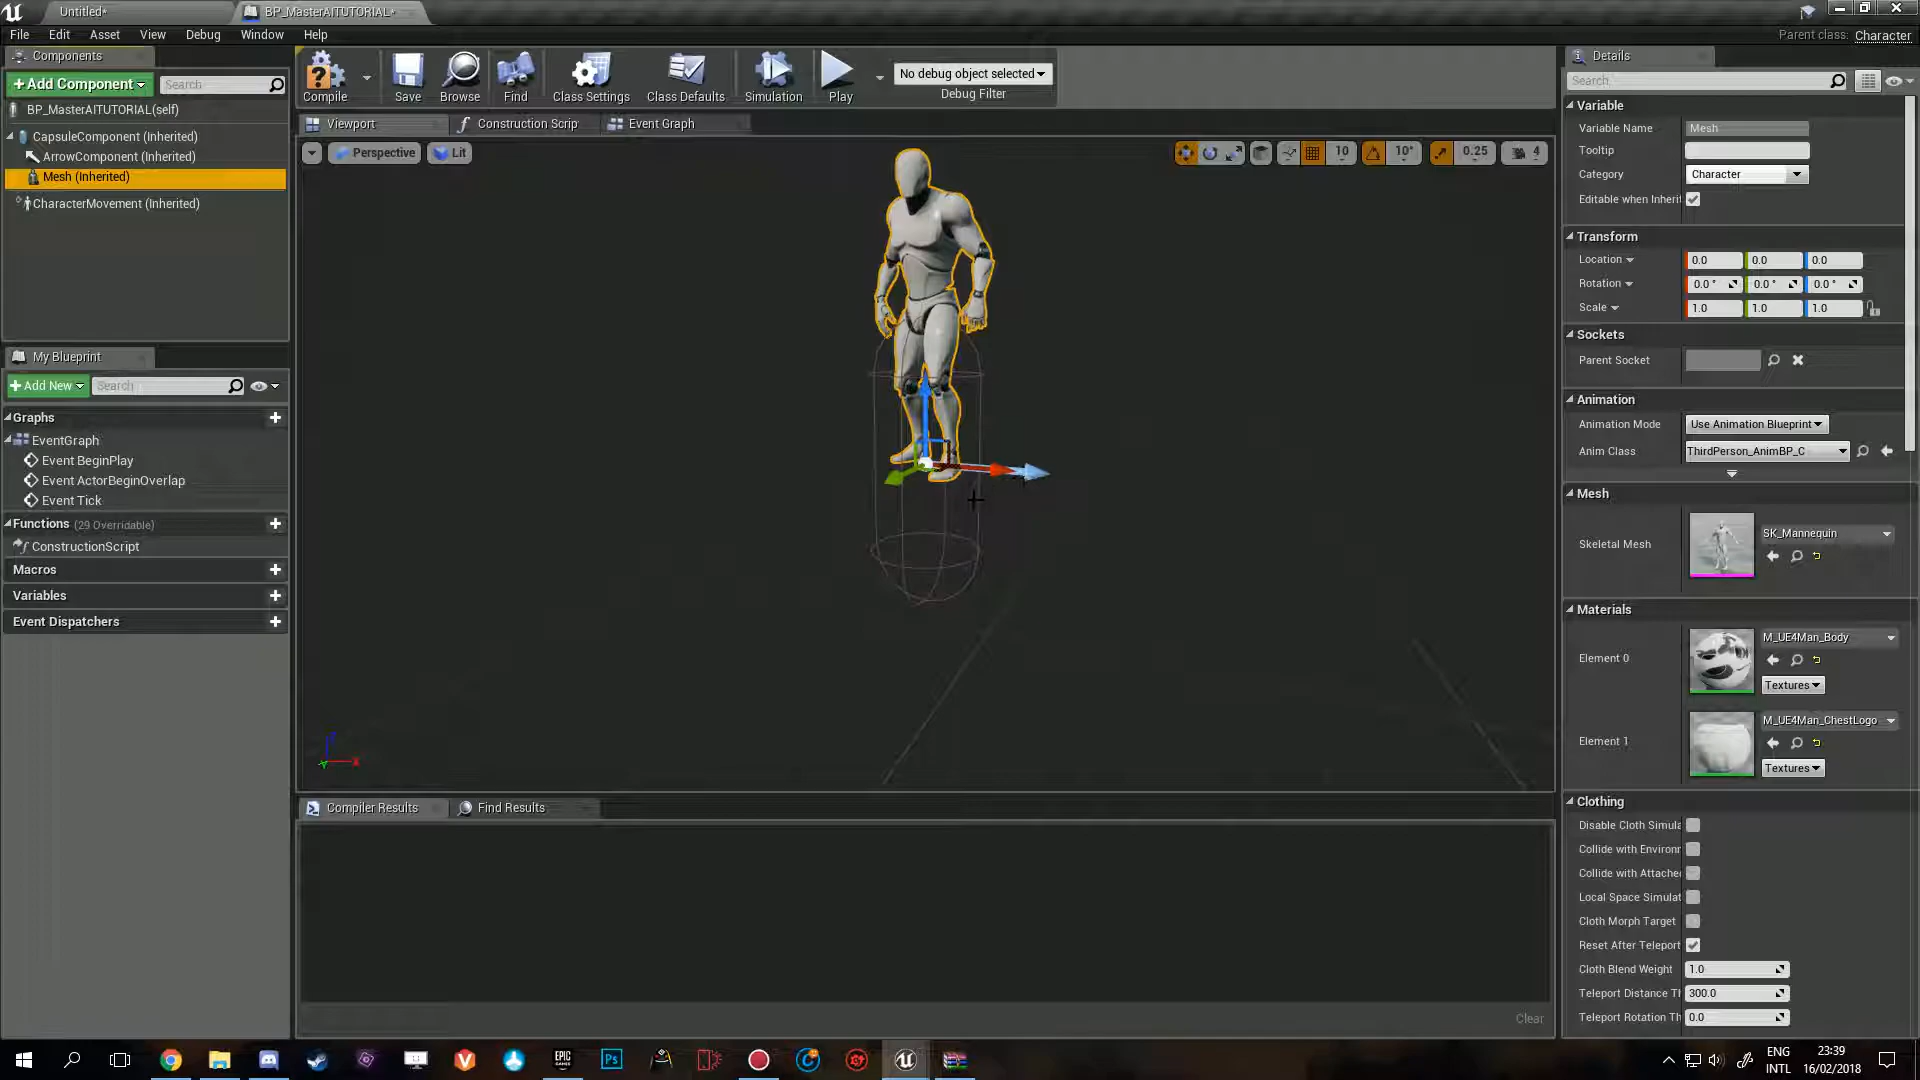 Untitled*
BP_MasterAITUTORIAL*
File Edit Asset View Debug Window Help
Parent class: Character
Components
+Add Component
Search
BP_MasterAITUTORIAL(self)
CapsuleComponent (Inherited)
ArrowComponent (Inherited)
Mesh (Inherited)
CharacterMovement (Inherited)
My Blueprint
+Add New
Search
Graphs
EventGraph
Event BeginPlay
Event ActorBeginOverlap
Event Tick
Functions (29 Overridable)
ConstructionScript
Macros
Variables
Event Dispatchers
Compile
Save
Browse
Find
Class Settings
Class Defaults
Simulation
Play
No debug object selected
Debug Filter
Viewport
Construction Scrip
Event Graph
Perspective
Lit
10
10°
0.25
4
Compiler Results
Find Results
Clear
Details
Search
Variable
Variable Name Mesh
Tooltip
Category Character
Editable when Inherit
Transform
Location 0.0 0.0 0.0
Rotation 0.0° 0.0° 0.0°
Scale 1.0 1.0 1.0
Sockets
Parent Socket
Animation
Animation Mode Use Animation Blueprint
Anim Class ThirdPerson_AnimBP_C
Mesh
Skeletal Mesh SK_Mannequin
Materials
Element 0 M_UE4Man_Body
Textures
Element 1 M_UE4Man_ChestLogo
Textures
Clothing
Disable Cloth Simula
Collide with Environm
Collide with Attached
Local Space Simulat
Cloth Morph Target
Reset After Teleport
Cloth Blend Weight 1.0
Teleport Distance Th 300.0
Teleport Rotation Th 0.0
ENG
INTL
23:39
16/02/2018
EPIC
GAMES
Ps